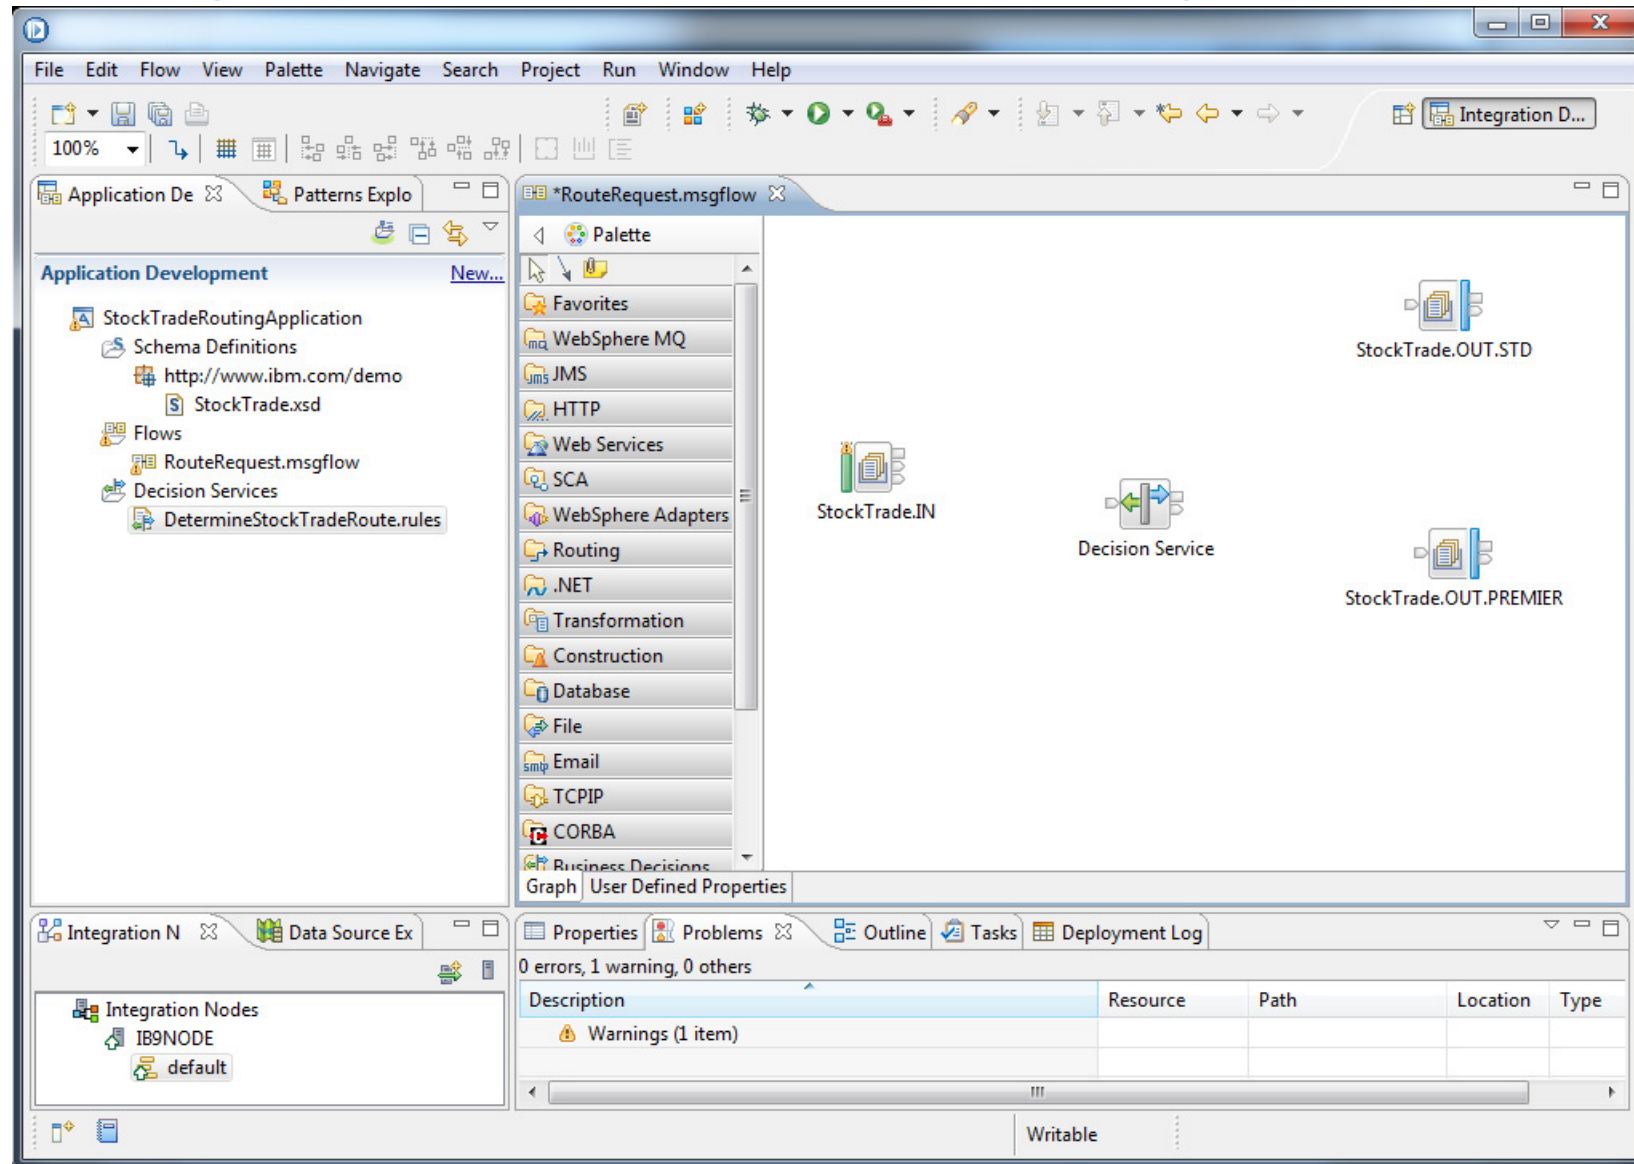 File Edit Flow View Palette Navigate Search Project Run Window Help
Integration D...
100%
Application De
Patterns Explo
*RouteRequest.msgflow
Application Development New...
StockTradeRoutingApplication
Schema Definitions
http://www.ibm.com/demo
StockTrade.xsd
Flows
RouteRequest.msgflow
Decision Services
DetermineStockTradeRoute.rules
Palette
Favorites
WebSphere MQ
JMS
HTTP
Web Services
SCA
WebSphere Adapters
Routing
.NET
Transformation
Construction
Database
File
Email
TCPIP
CORBA
Business Decisions
StockTrade.OUT.STD
StockTrade.IN
Decision Service
StockTrade.OUT.PREMIER
Graph User Defined Properties
Integration N
Data Source Ex
Integration Nodes
IB9NODE
default
Properties Problems Outline Tasks Deployment Log
0 errors, 1 warning, 0 others
Description Resource Path Location Type
Warnings (1 item)
Writable